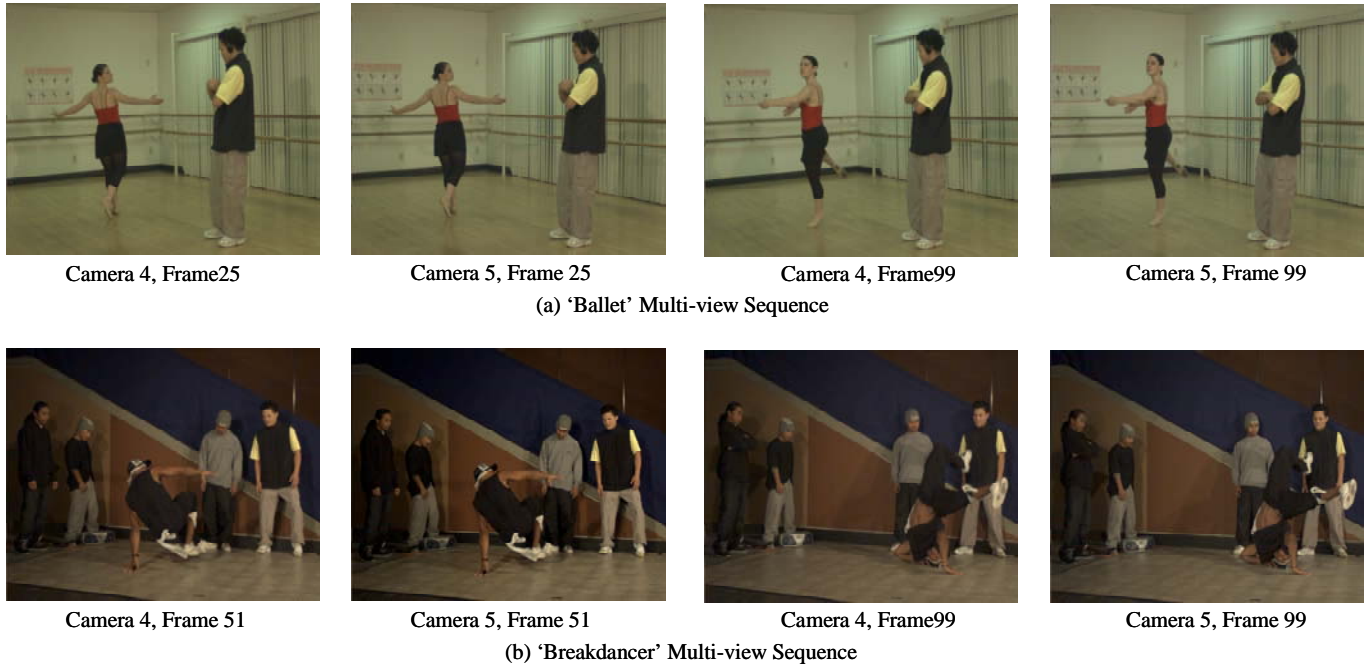 Camera 4, Frame25
Camera 5, Frame 25
Camera 4, Frame99
Camera 5, Frame 99
(a) ‘Ballet’ Multi-view Sequence
Camera 4, Frame 51
Camera 5, Frame 51
Camera 4, Frame99
Camera 5, Frame 99
(b) ‘Breakdancer’ Multi-view Sequence